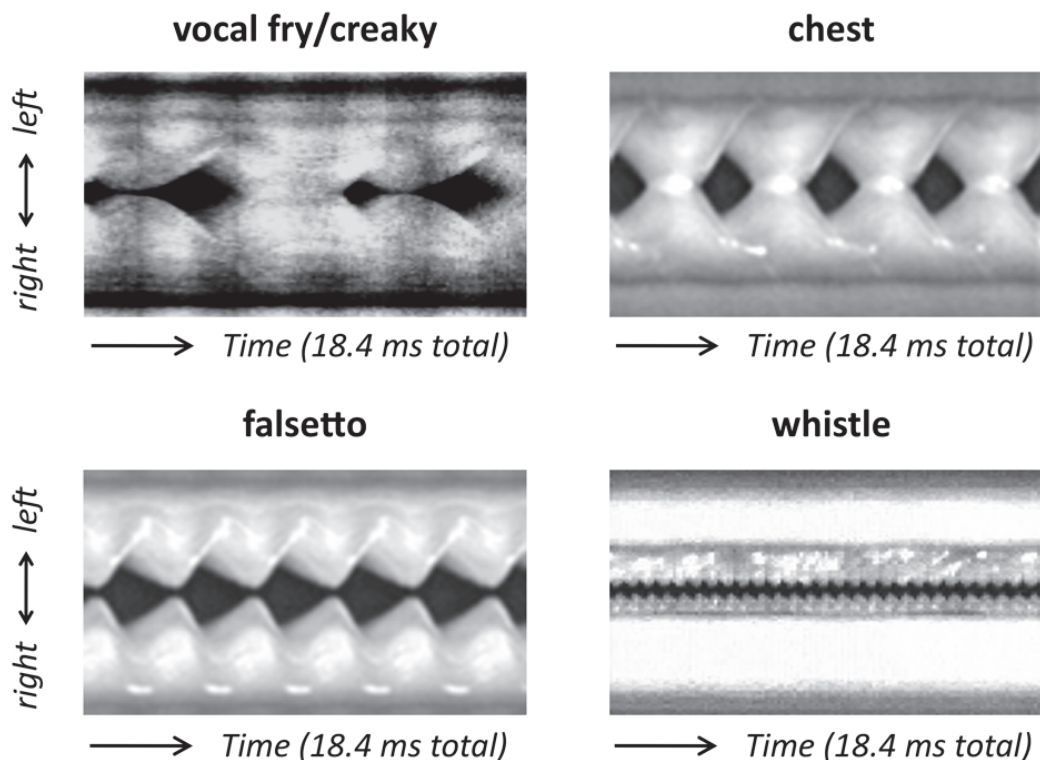 vocal fry/creaky
chest
right ↔ left
Time (18.4 ms total)
Time (18.4 ms total)
falsetto
whistle
right ↔ left
Time (18.4 ms total)
Time (18.4 ms total)